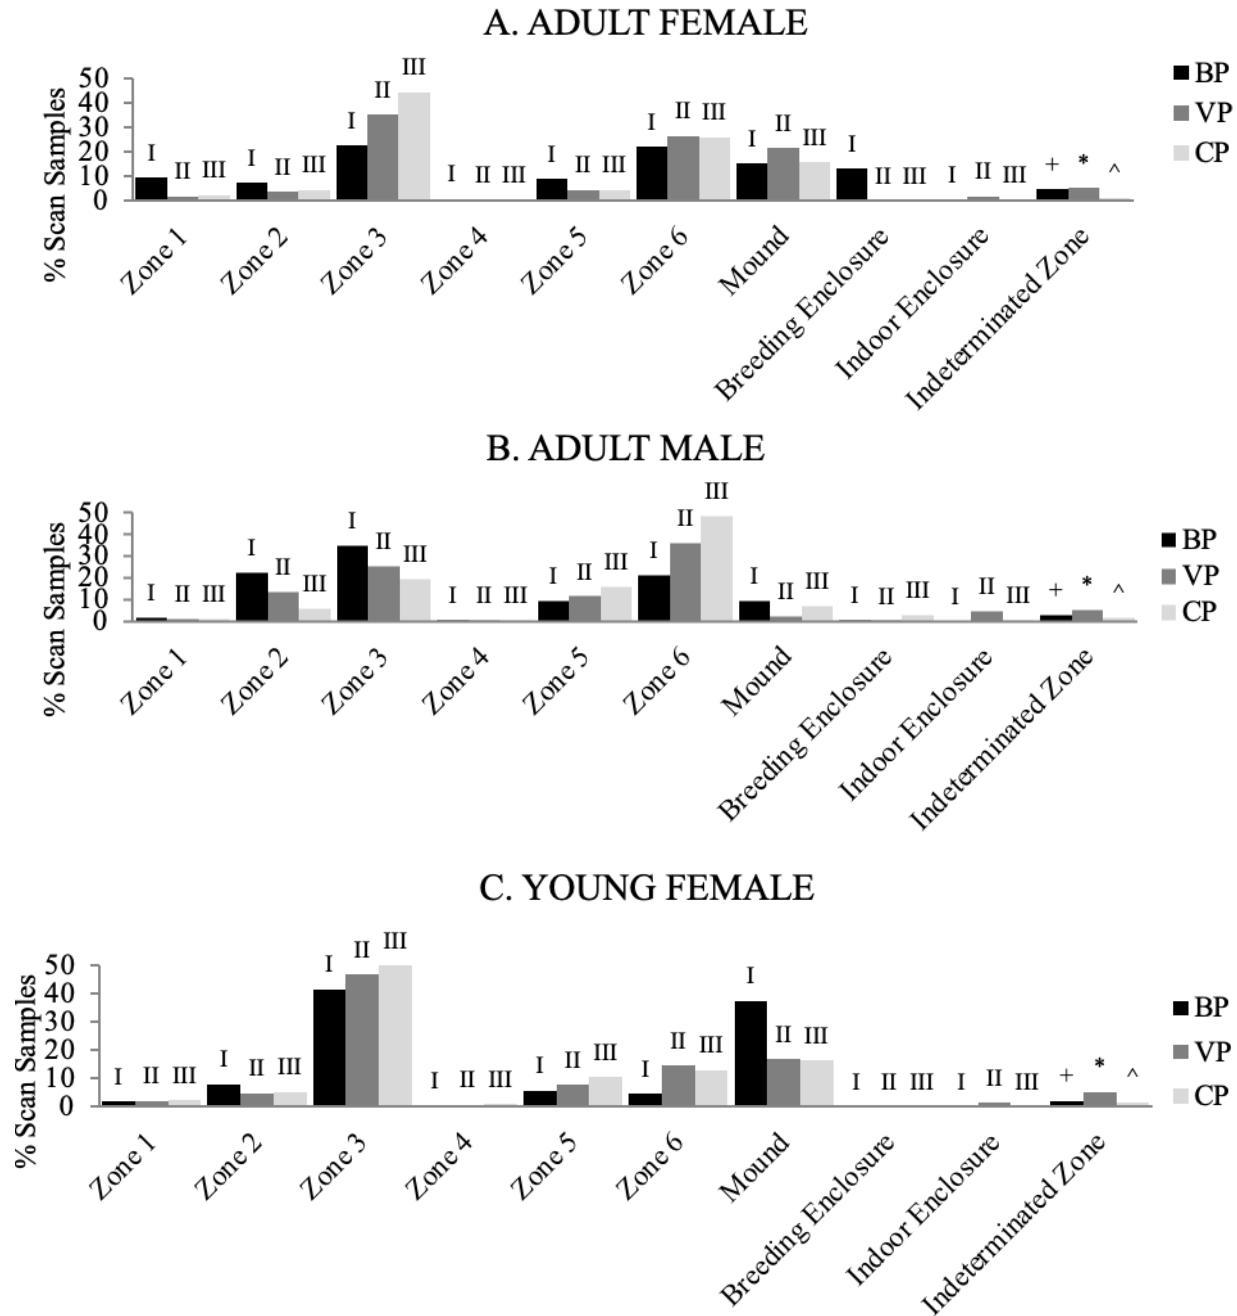 A. ADULT FEMALE
% Scan Samples
50
40
30
20
10
0
I II III
I II III
I II III
I II III
I II III
I II III
I II III
I II III
I II III
+ * ^
Zone 1
Zone 2
Zone 3
Zone 4
Zone 5
Zone 6
Mound
Breeding Enclosure
Indoor Enclosure
Indeterminated Zone
BP
VP
CP
B. ADULT MALE
% Scan Samples
50
40
30
20
10
0
I II III
I II III
I II III
I II III
I II III
I II III
I II III
I II III
I II III
+ * ^
Zone 1
Zone 2
Zone 3
Zone 4
Zone 5
Zone 6
Mound
Breeding Enclosure
Indoor Enclosure
Indeterminated Zone
BP
VP
CP
C. YOUNG FEMALE
% Scan Samples
50
40
30
20
10
0
I II III
I II III
I II III
I II III
I II III
I II III
I II III
I II III
I II III
+ * ^
Zone 1
Zone 2
Zone 3
Zone 4
Zone 5
Zone 6
Mound
Breeding Enclosure
Indoor Enclosure
Indeterminated Zone
BP
VP
CP